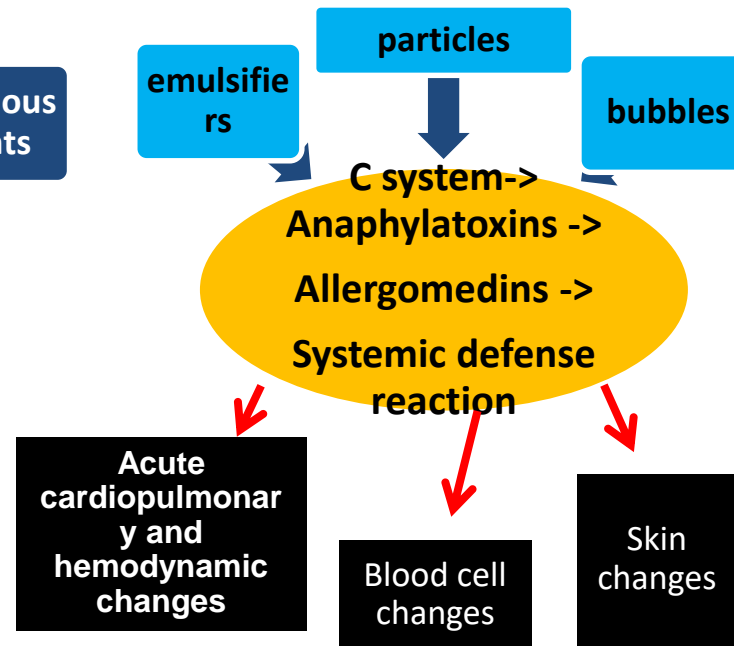 particles
emulsifie
rs
bubbles
ous
ts
C system->
Anaphylatoxins ->
Allergomedins ->
Systemic defense
reaction
Acute
cardiopulmonar
y and
hemodynamic
changes
Blood cell
changes
Skin
changes